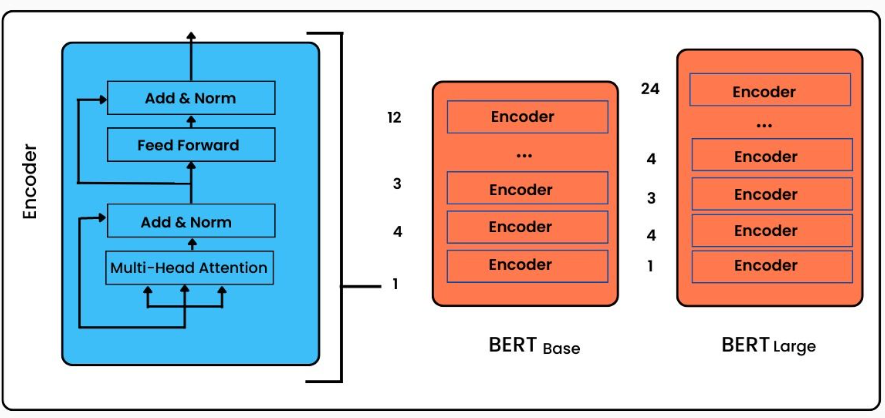 Encoder
Add & Norm
Feed Forward
Add & Norm
Multi-Head Attention
12 Encoder
...
3 Encoder
4 Encoder
1 Encoder
BERT Base
24 Encoder
...
4 Encoder
3 Encoder
4 Encoder
1 Encoder
BERT Large